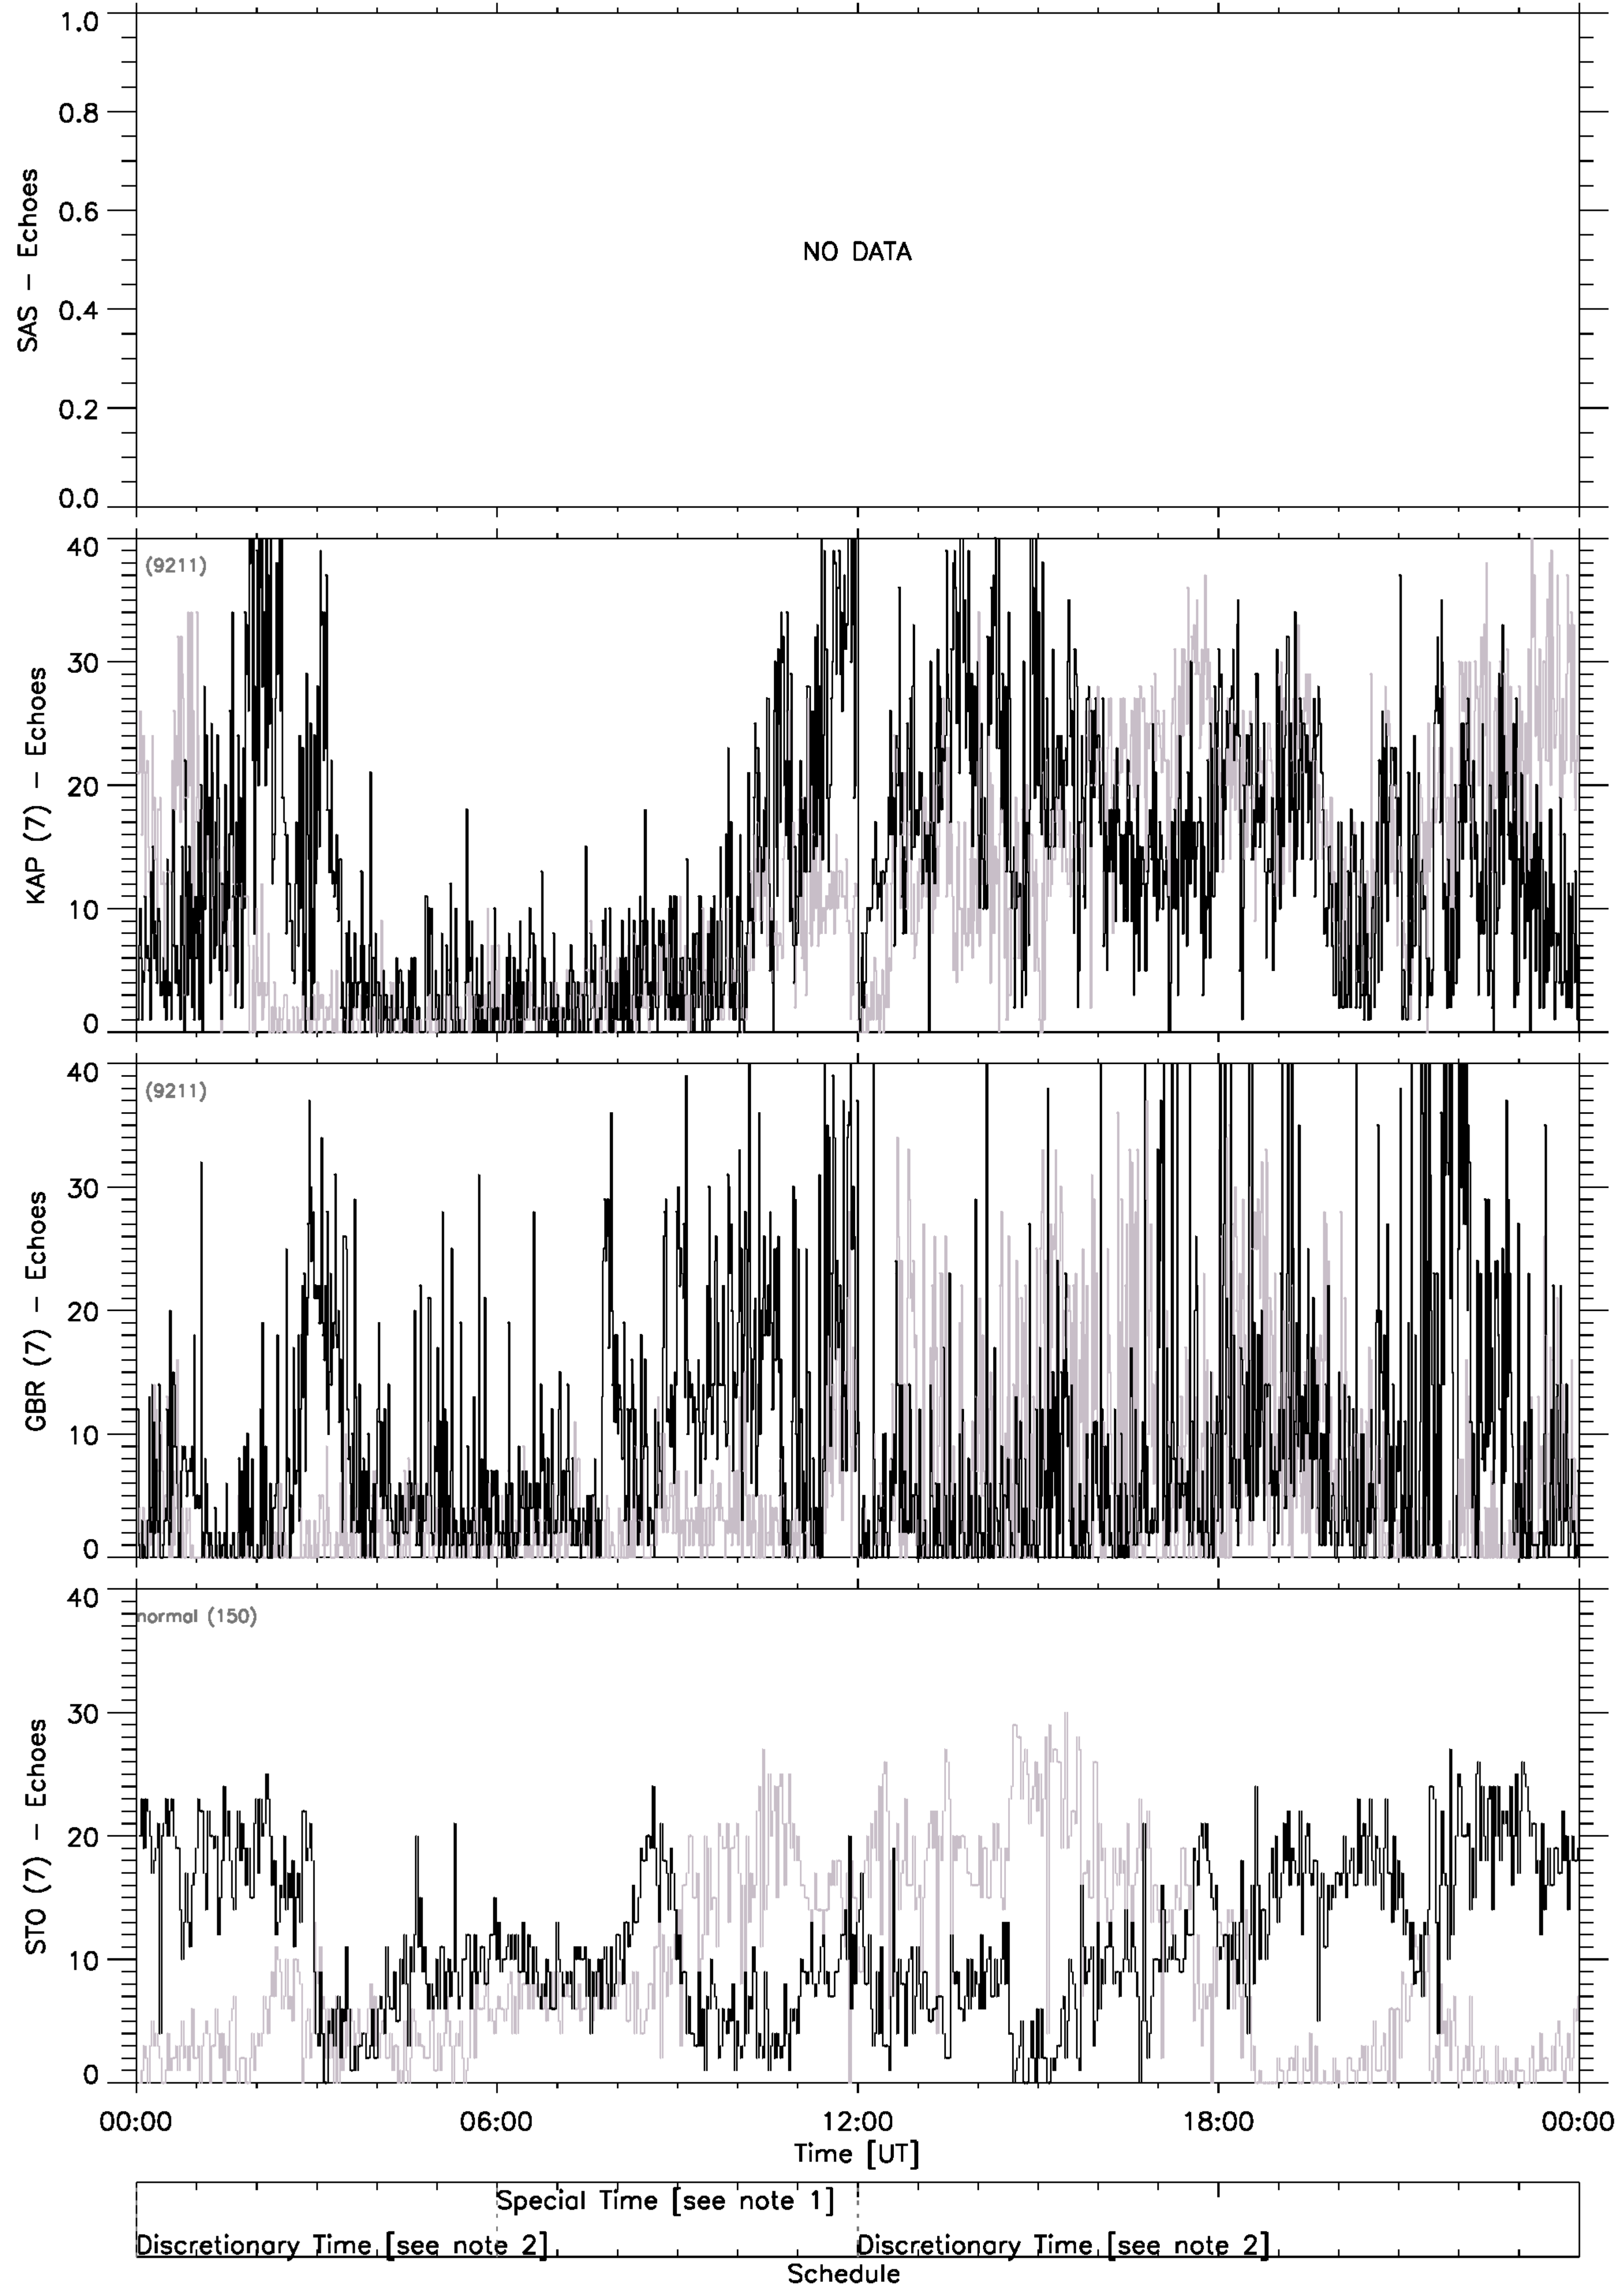 1.0
0.8
0.6
0.4
0.2
0.0
SAS - Echoes
NO DATA
40
30
20
10
0
KAP (7) - Echoes
(9211)
40
30
20
10
0
GBR (7) - Echoes
(9211)
40
30
20
10
0
STO (7) - Echoes
normal (150)
00:00 06:00 12:00 18:00 00:00
Time [UT]
Special Time [see note 1]
Discretionary Time [see note 2] Discretionary Time [see note 2]
Schedule